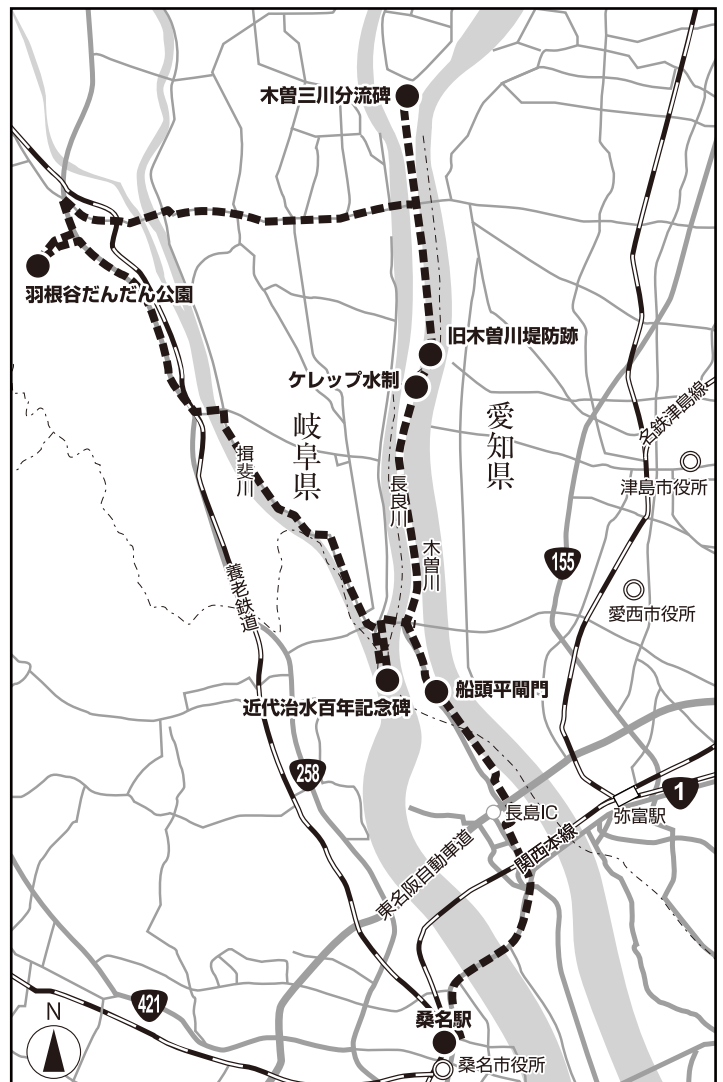 木曽三川分流碑
羽根谷だんだん公園
旧木曽川堤防跡
ケレップ水制
岐阜県
愛知県
名鉄津島線
揖斐川
長良川
津島市役所
木曽川
155
養老鉄道
愛西市役所
船頭平閘門
近代治水百年記念碑
258
1
長島IC
弥富駅
関西本線
東名阪自動車道
421
N
桑名駅
桑名市役所